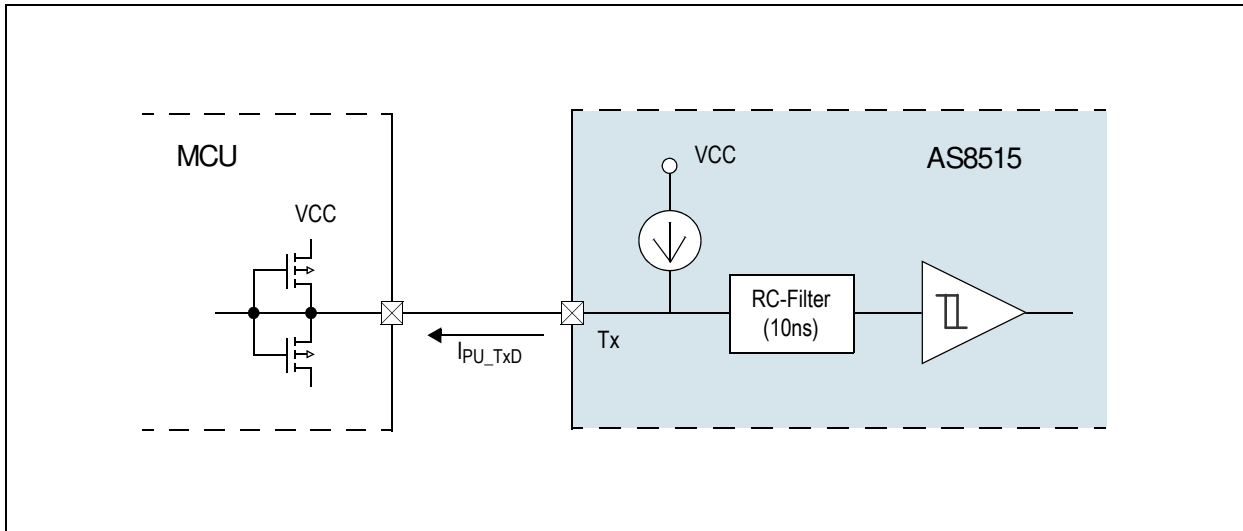 MCU
VCC
I_PU_TxD
VCC
AS8515
Tx
RC-Filter
(10ns)